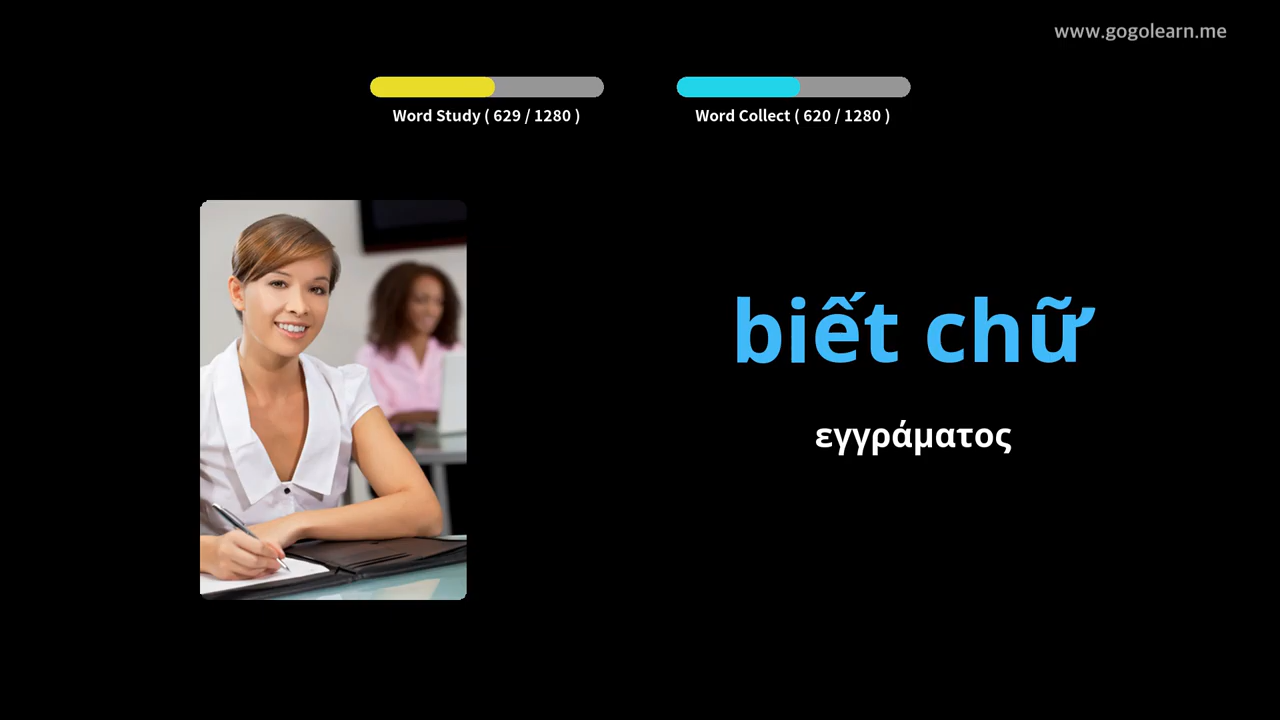 www.gogolearn.me
Word Study ( 629 / 1280 )
Word Collect ( 620 / 1280 )
biết chữ
εγγράματος